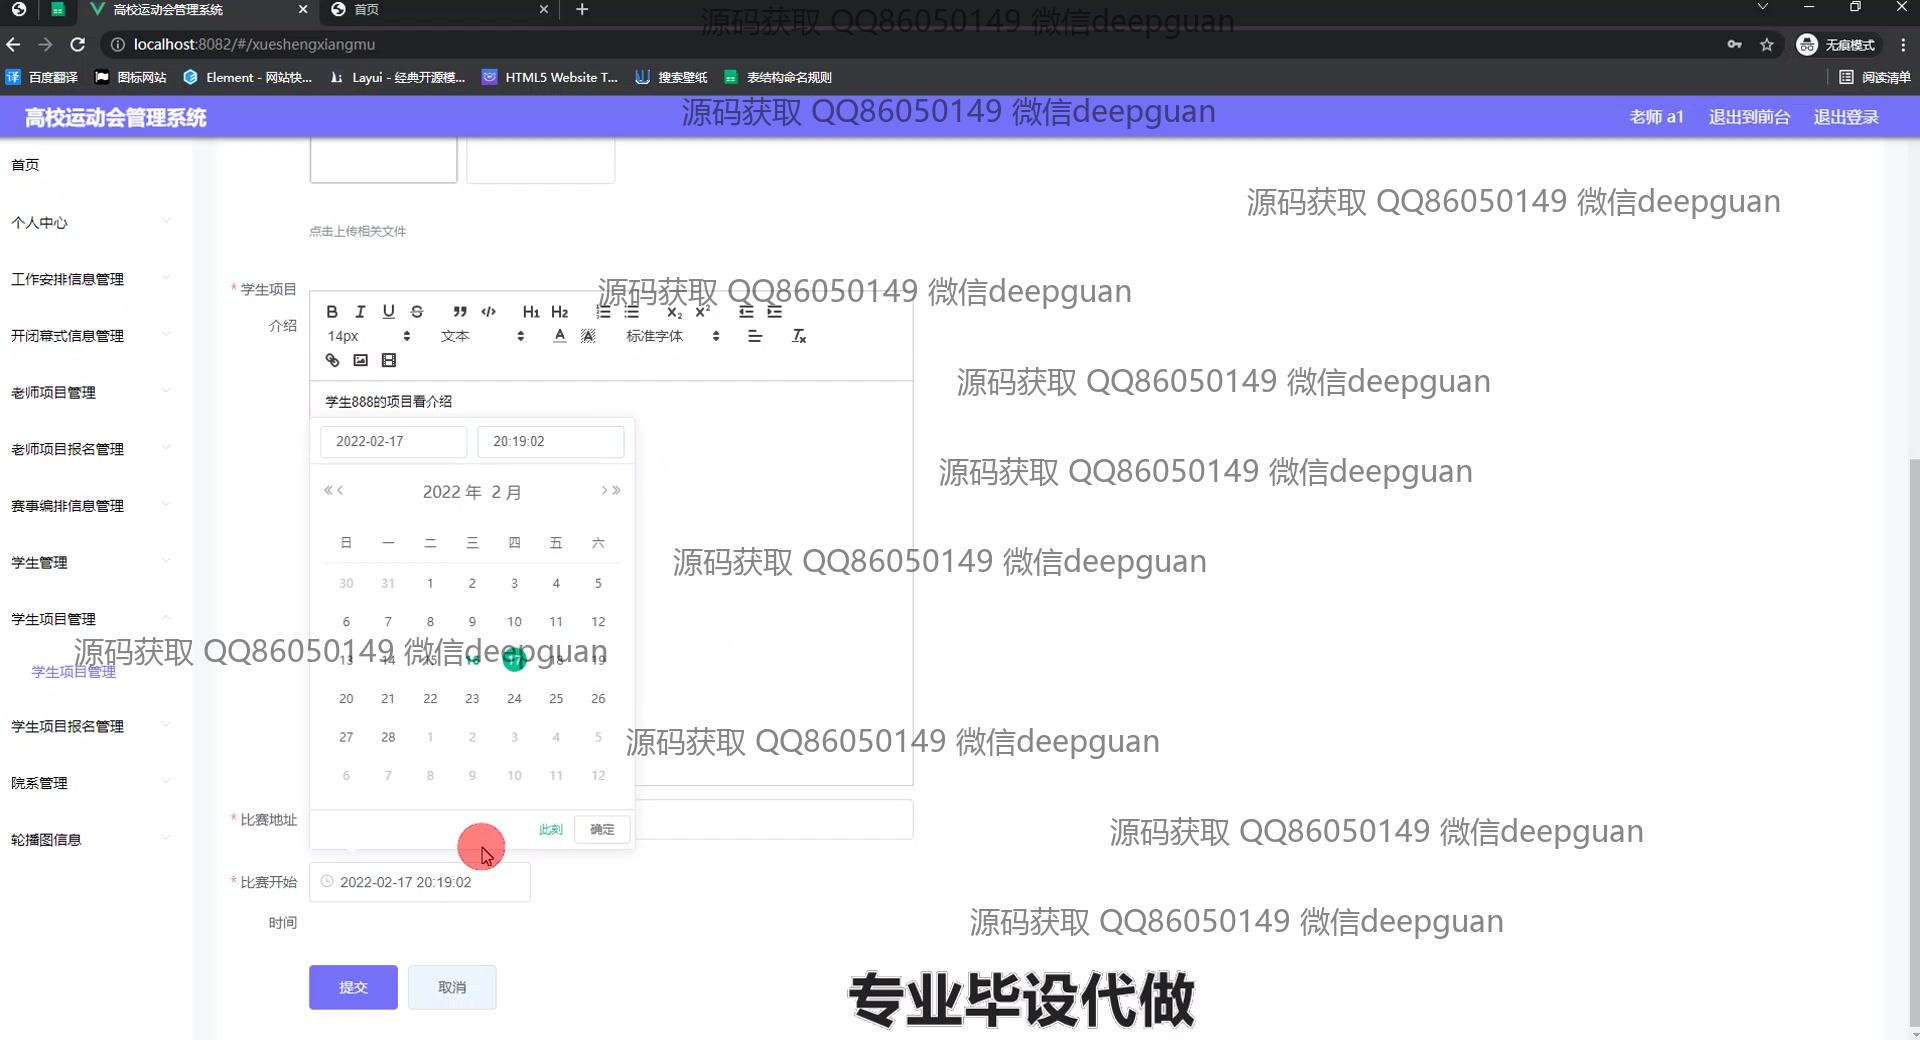 高校运动会管理系统
首页
localhost:8082/#/xueshengxiangmu
无痕模式
百度翻译
图标网站
Element - 网站快...
Layui - 经典开源模...
HTML5 Website T...
搜索壁纸
表结构命名规则
阅读清单
源码获取 QQ86050149 微信deepguan
高校运动会管理系统
源码获取 QQ86050149 微信deepguan
老师 a1
退出到前台
退出登录
首页
个人中心
工作安排信息管理
开闭幕式信息管理
老师项目管理
老师项目报名管理
赛事编排信息管理
学生管理
学生项目管理
学生项目管理
学生项目报名管理
院系管理
轮播图信息
源码获取 QQ86050149 微信deepguan
点击上传相关文件
* 学生项目
介绍
源码获取 QQ86050149 微信deepguan
B I U S H1 H2 X2 X2
14px 文本 A A 标准字体 Tx
源码获取 QQ86050149 微信deepguan
学生888的项目看介绍
2022-02-17 20:19:02
源码获取 QQ86050149 微信deepguan
2022 年 2 月
日 一 二 三 四 五 六
30 31 1 2 3 4 5
6 7 8 9 10 11 12
13 14 15 16 17 18 19
20 21 22 23 24 25 26
27 28 1 2 3 4 5
6 7 8 9 10 11 12
源码获取 QQ86050149 微信deepguan
源码获取 QQ86050149 微信deepguan
源码获取 QQ86050149 微信deepguan
* 比赛地址
此刻 确定
源码获取 QQ86050149 微信deepguan
* 比赛开始
时间
2022-02-17 20:19:02
源码获取 QQ86050149 微信deepguan
提交 取消
专业毕设代做